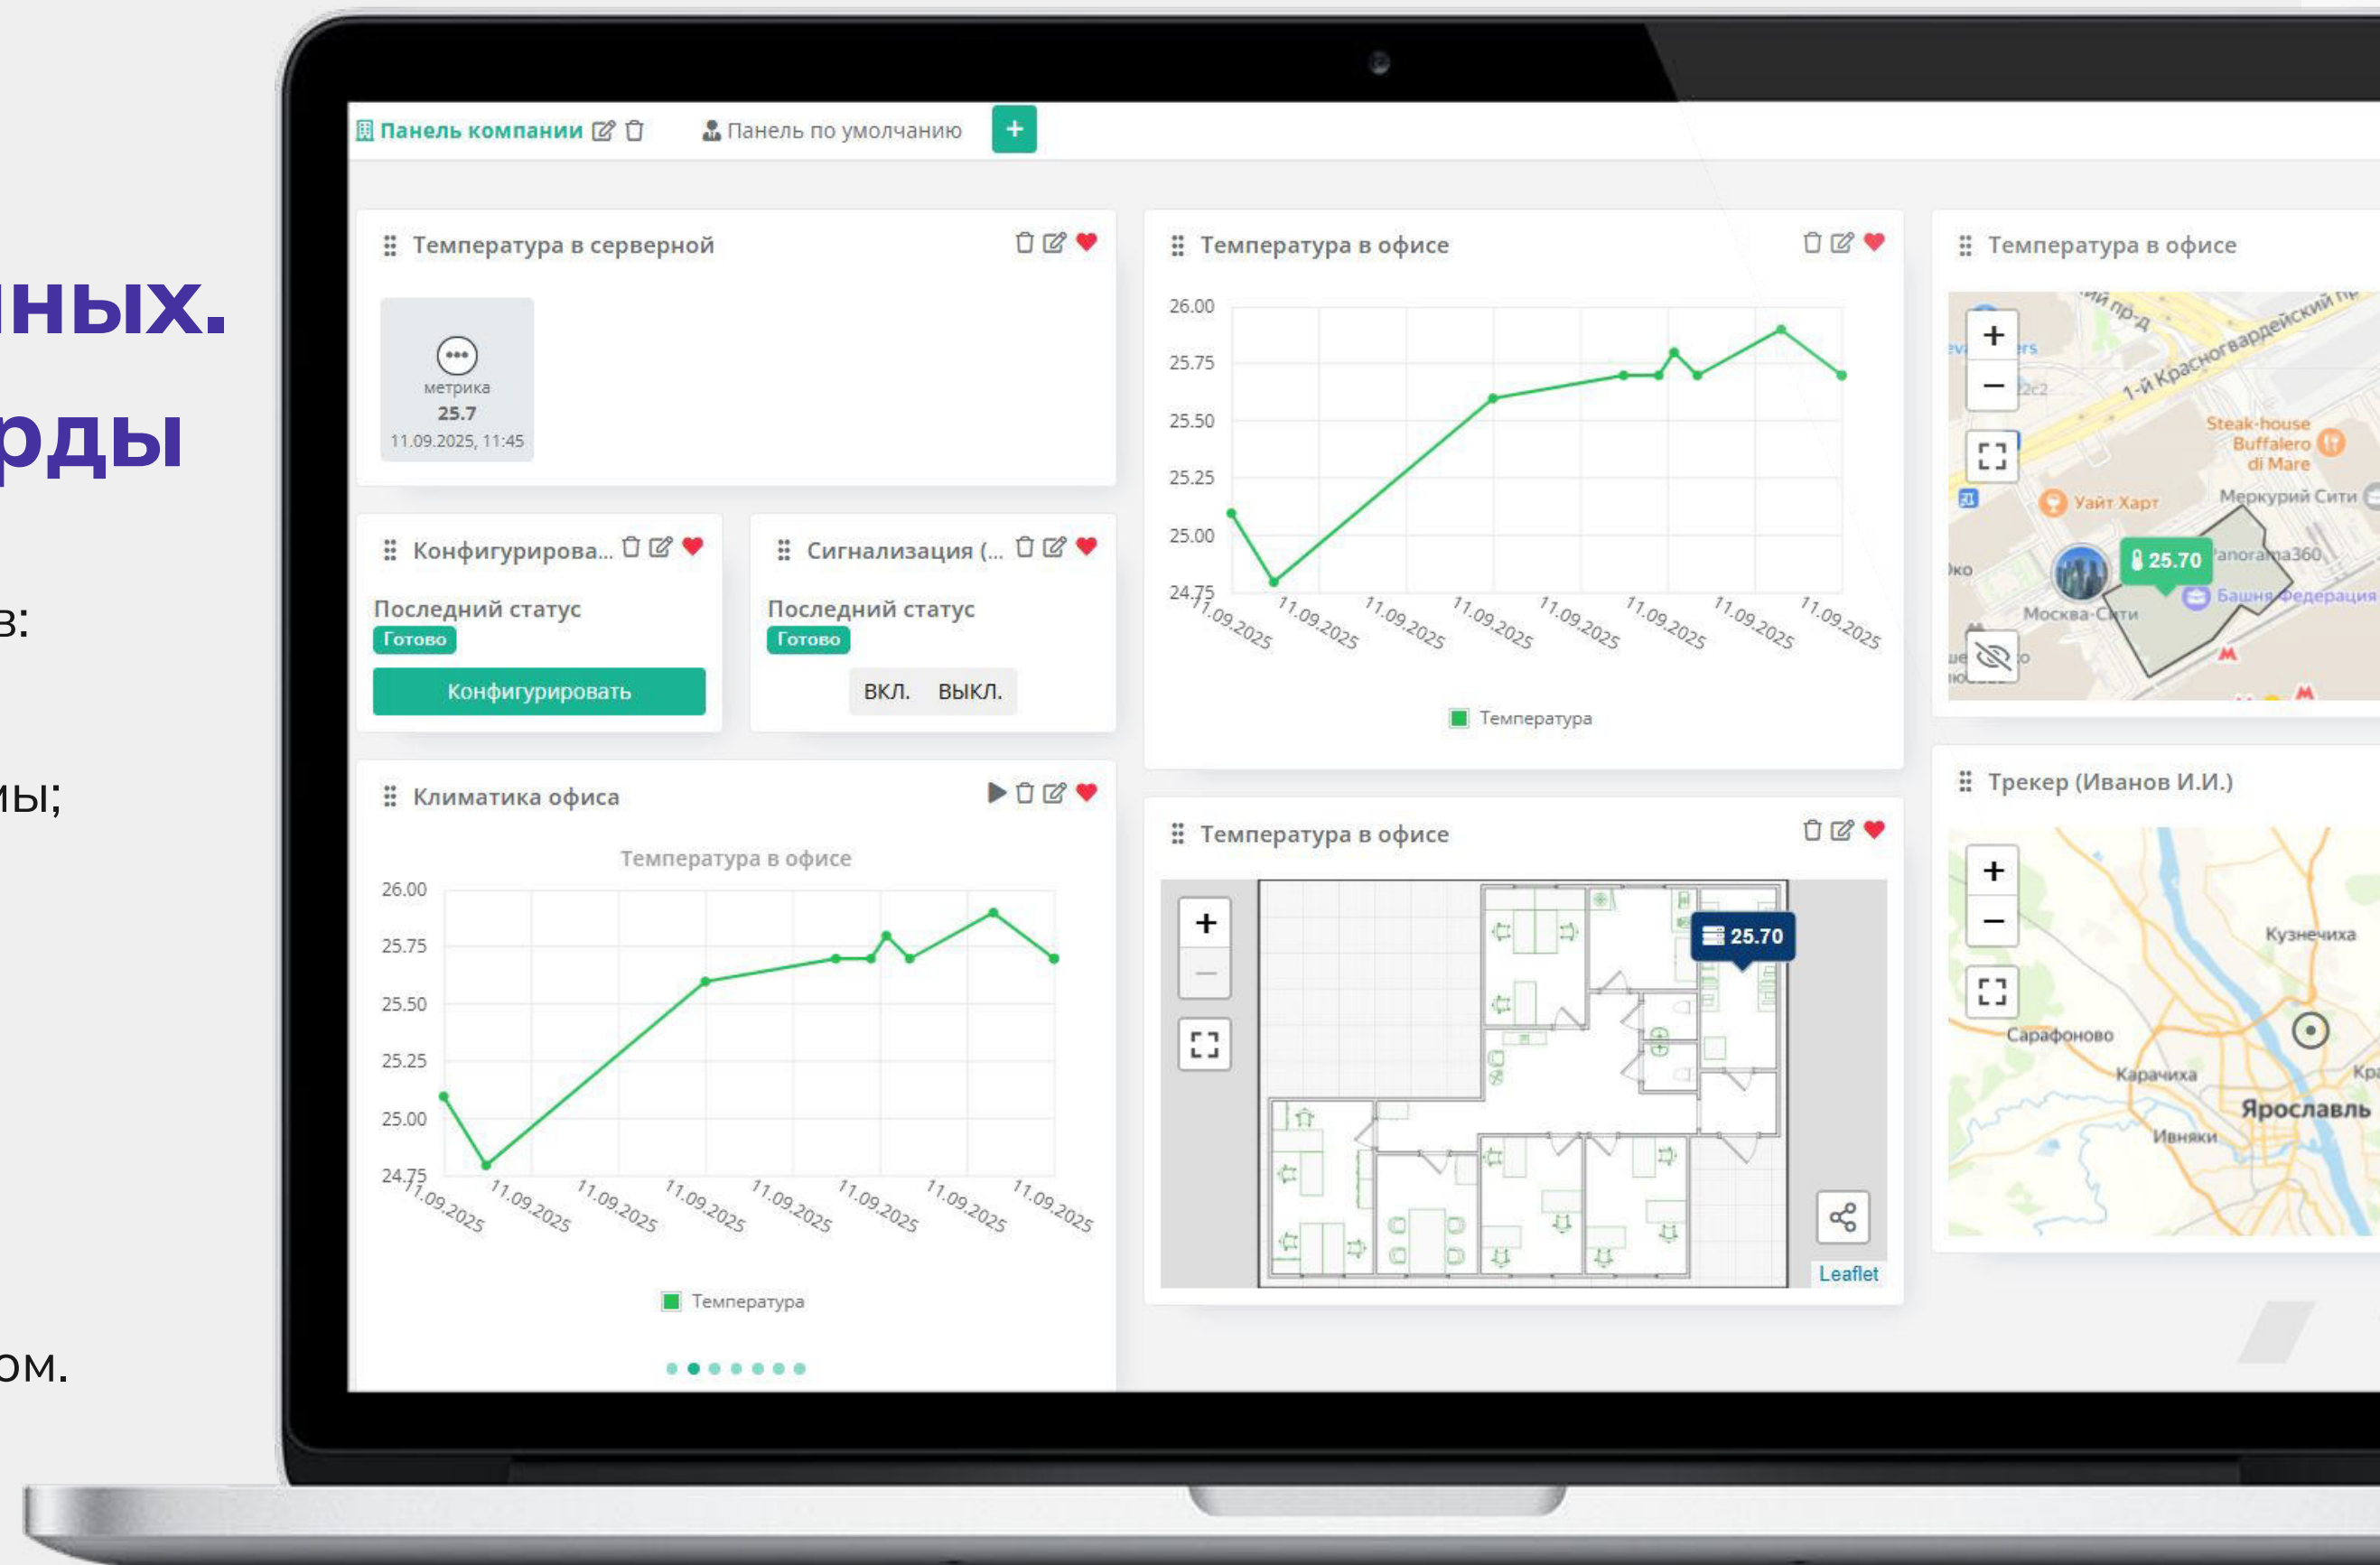 нных.
рды
в:
мы;
ом.
Панель компании
Панель по умолчанию
+
Температура в серверной
метрика
25.7
11.09.2025, 11:45
Конфигурирова...
Последний статус
Готово
Конфигурировать
Сигнализация (...
Последний статус
Готово
ВКЛ. ВЫКЛ.
Климатика офиса
Температура в офисе
26.00
25.75
25.50
25.25
25.00
24.75
11.09.2025 11.09.2025 11.09.2025 11.09.2025 11.09.2025 11.09.2025 11.09.2025 11.09.2025
Температура
Температура в офисе
26.00
25.75
25.50
25.25
25.00
24.75
11.09.2025 11.09.2025 11.09.2025 11.09.2025 11.09.2025 11.09.2025 11.09.2025 11.09.2025
Температура
Температура в офисе
+
−
25.70
Leaflet
Температура в офисе
+
−
ий пр-д
1-й Красногвардейский пр
Steak-house
Buffalero
di Mare
Уайт Харт
Меркурий Сити
25.70
Panorama360
Башня Федерация
Москва-Сити
Трекер (Иванов И.И.)
+
−
Кузнечиха
Сарафоново
Карачиха
Кра
Ярославль
Ивняки